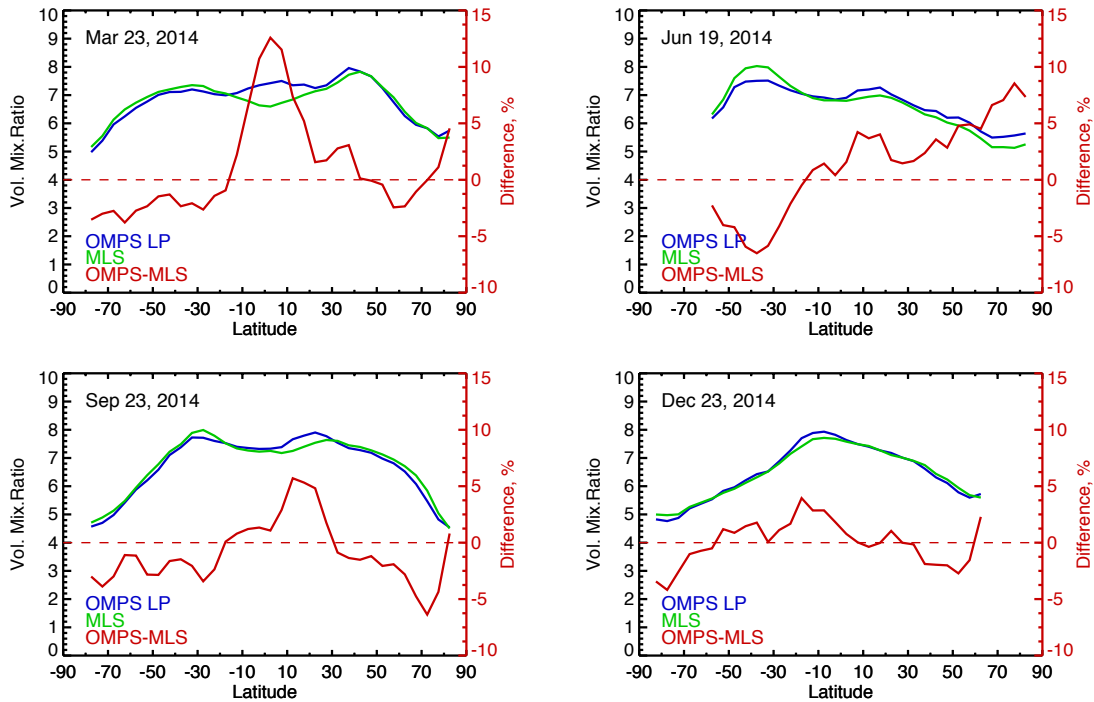 Mar 23, 2014
Vol. Mix.Ratio
10
9
8
7
6
5
4
3
2
1
0
OMPS LP
MLS
OMPS-MLS
15
10
5
0
-5
-10
Difference, %
-90 -70 -50 -30 -10 10 30 50 70 90
Latitude
Jun 19, 2014
Vol. Mix.Ratio
10
9
8
7
6
5
4
3
2
1
0
OMPS LP
MLS
OMPS-MLS
15
10
5
0
-5
-10
Difference, %
-90 -70 -50 -30 -10 10 30 50 70 90
Latitude
Sep 23, 2014
Vol. Mix.Ratio
10
9
8
7
6
5
4
3
2
1
0
OMPS LP
MLS
OMPS-MLS
15
10
5
0
-5
-10
Difference, %
-90 -70 -50 -30 -10 10 30 50 70 90
Latitude
Dec 23, 2014
Vol. Mix.Ratio
10
9
8
7
6
5
4
3
2
1
0
OMPS LP
MLS
OMPS-MLS
15
10
5
0
-5
-10
Difference, %
-90 -70 -50 -30 -10 10 30 50 70 90
Latitude